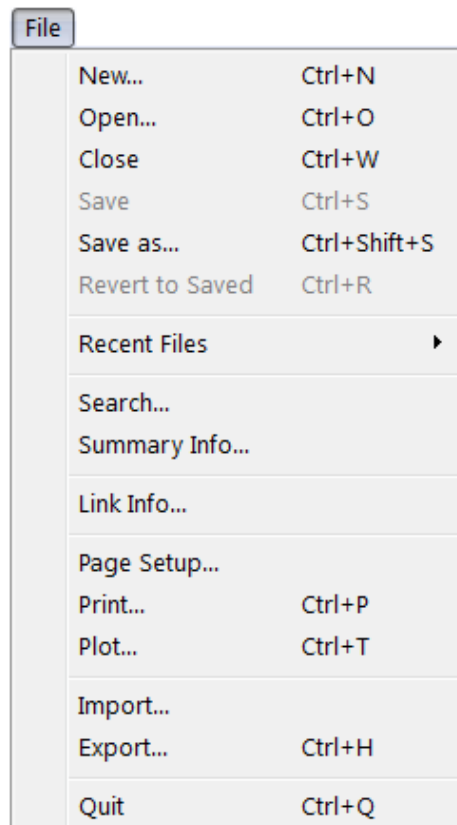 File
New... Ctrl+N
Open... Ctrl+O
Close Ctrl+W
Save Ctrl+S
Save as... Ctrl+Shift+S
Revert to Saved Ctrl+R
Recent Files
Search...
Summary Info...
Link Info...
Page Setup...
Print... Ctrl+P
Plot... Ctrl+T
Import...
Export... Ctrl+H
Quit Ctrl+Q